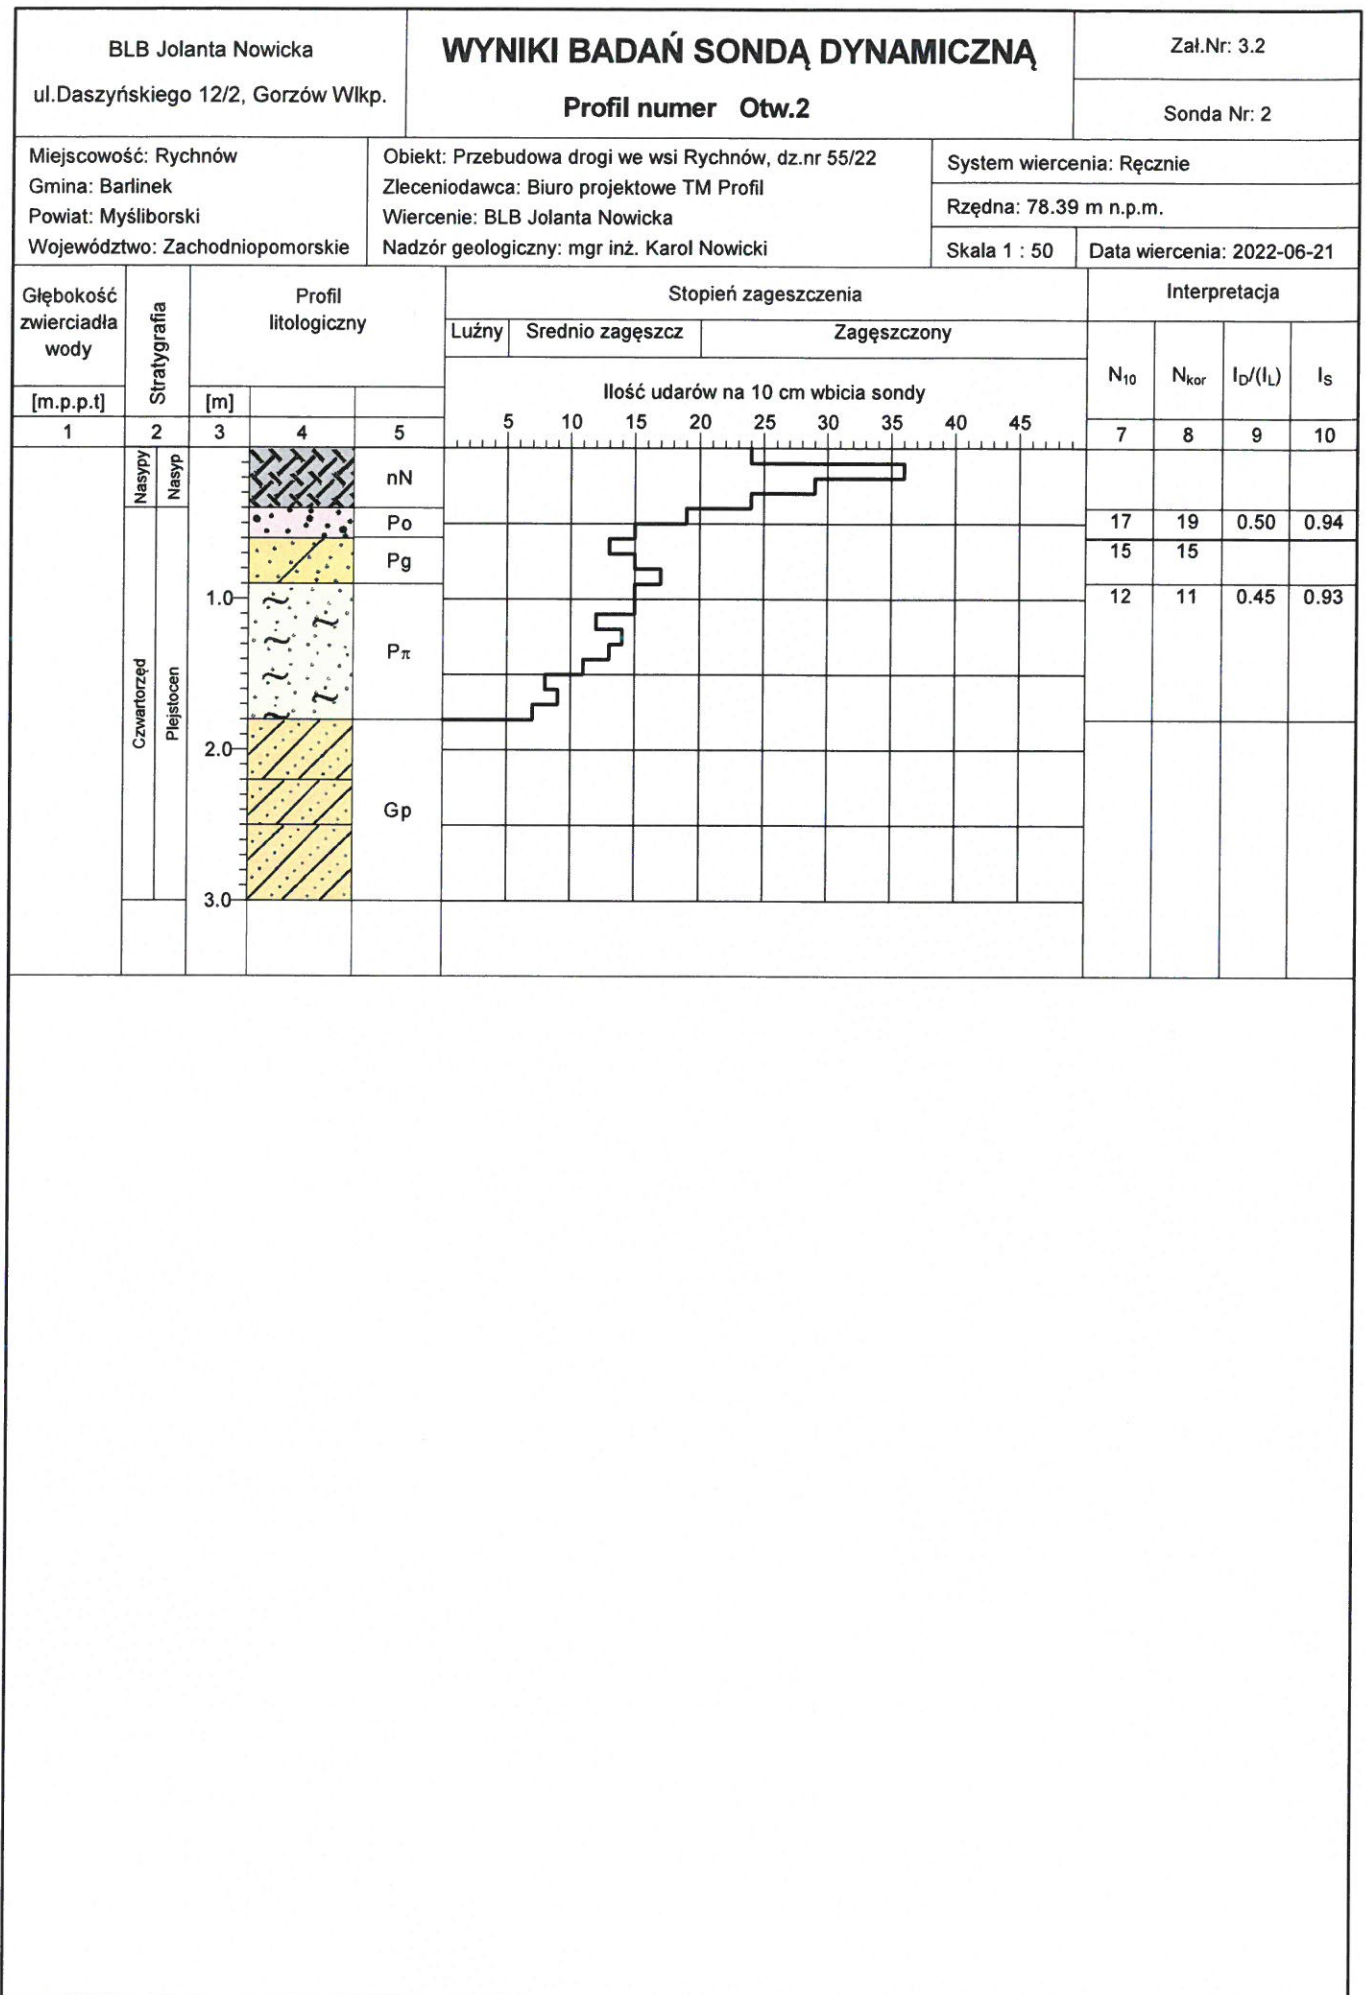 BLB Jolanta Nowicka
ul.Daszyńskiego 12/2, Gorzów Wlkp.
WYNIKI BADAŃ SONDĄ DYNAMICZNĄ
Profil numer Otw.2
Zał.Nr: 3.2
Sonda Nr: 2
Miejscowość: Rychnów
Gmina: Barlinek
Powiat: Myśliborski
Województwo: Zachodniopomorskie
Obiekt: Przebudowa drogi we wsi Rychnów, dz.nr 55/22
Zleceniodawca: Biuro projektowe TM Profil
Wiercenie: BLB Jolanta Nowicka
Nadzór geologiczny: mgr inż. Karol Nowicki
System wiercenia: Ręcznie
Rzędna: 78.39 m n.p.m.
Skala 1 : 50
Data wiercenia: 2022-06-21
Głębokość
zwierciadła
wody
[m.p.p.t]
Stratygrafia
Profil
litologiczny
[m]
Stopień zageszczenia
Luźny Srednio zagęszcz Zagęszczony
Ilość udarów na 10 cm wbicia sondy
5 10 15 20 25 30 35 40 45
Interpretacja
N10 Nkor ID/(IL) IS
1 2 3 4 5 7 8 9 10
Nasypy
Nasyp
nN
Po
17 19 0.50 0.94
Pg
15 15
1.0
12 11 0.45 0.93
Pπ
Czwartorzęd
Plejstocen
2.0
Gp
3.0